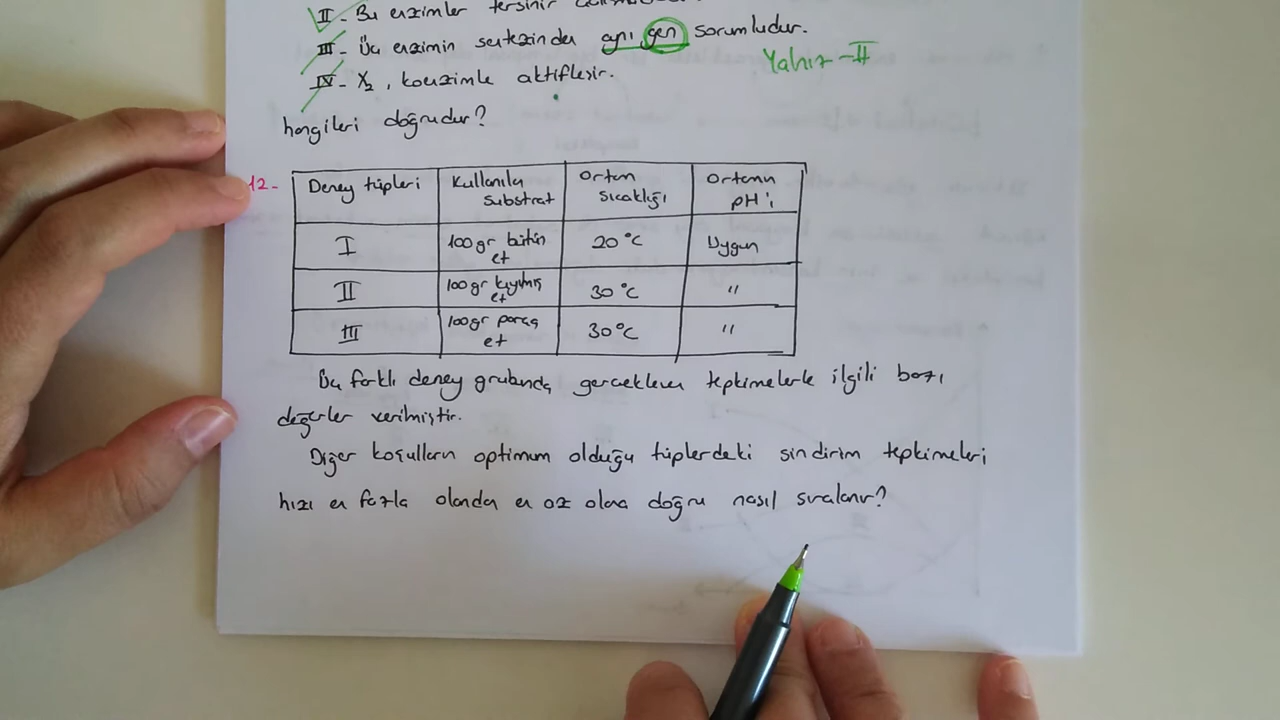 II - Bu enzimler tersinir
III - Üç enzimin sentezinden aynı gen sorumludur.
Yalnız - II
IV - X2, koenzimle aktifleşir.
hangileri doğrudur?
12-
Deney tüpleri Kullanılan substrat Ortam sıcaklığı Ortamın pH'ı
I 100 gr bütün et 20 °C Uygun
II 100 gr kıyılmış et 30 °C "
III 100 gr parça et 30 °C "
Bu farklı deney grubunda gerçekleşen tepkimelerle ilgili bazı
değerler verilmiştir.
Diğer koşulların optimum olduğu tüplerdeki sindirim tepkimeleri
hızı en fazla olandan en az olana doğru nasıl sıralanır?